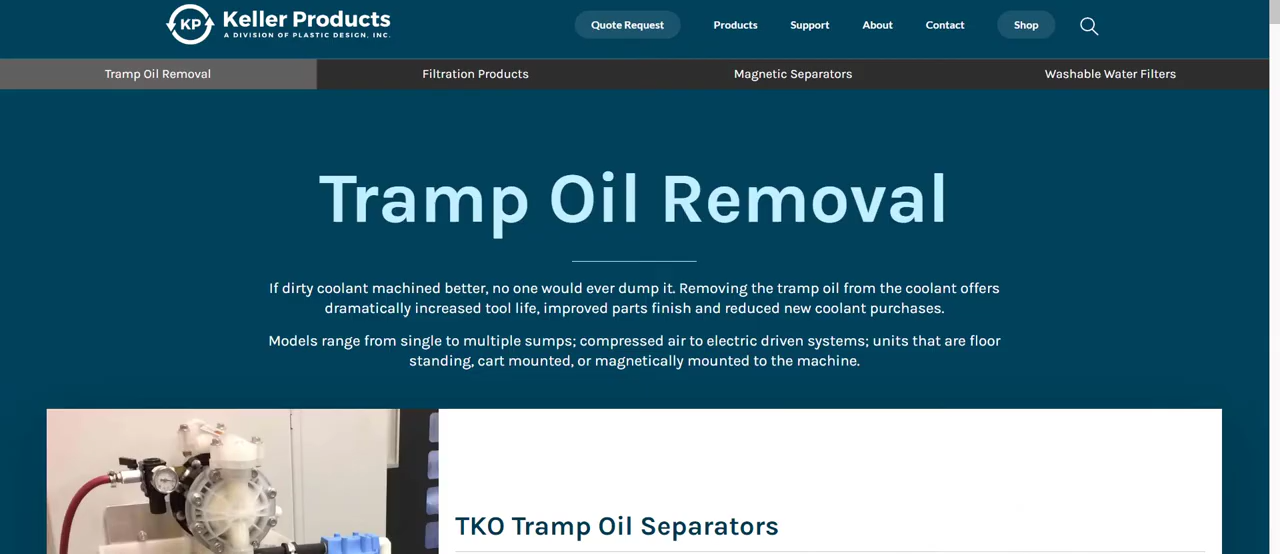 KP
Keller Products
A DIVISION OF PLASTIC DESIGN, INC.
Quote Request
Products
Support
About
Contact
Shop
Tramp Oil Removal
Filtration Products
Magnetic Separators
Washable Water Filters
Tramp Oil Removal
If dirty coolant machined better, no one would ever dump it. Removing the tramp oil from the coolant offers
dramatically increased tool life, improved parts finish and reduced new coolant purchases.
Models range from single to multiple sumps; compressed air to electric driven systems; units that are floor
standing, cart mounted, or magnetically mounted to the machine.
TKO Tramp Oil Separators